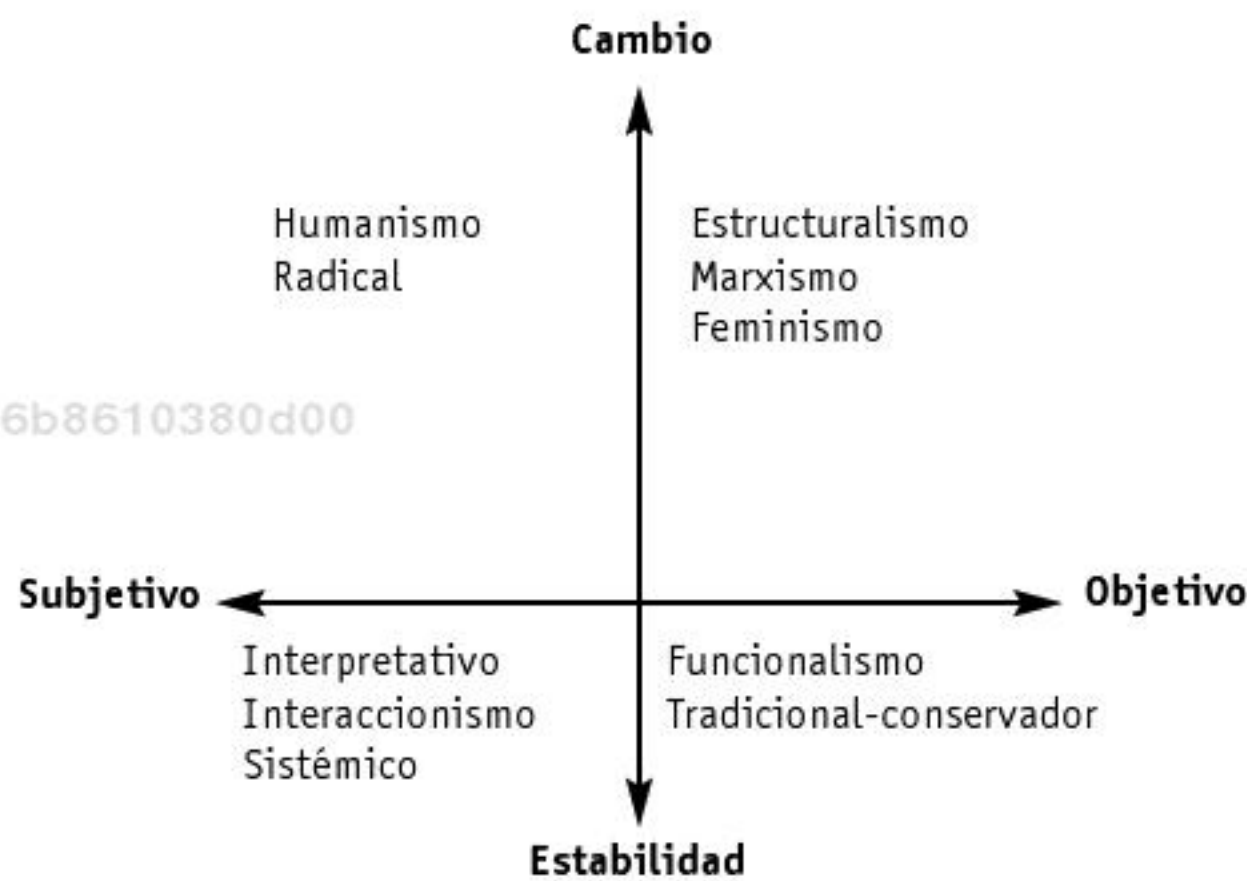 Cambio
Humanismo
Radical
Estructuralismo
Marxismo
Feminismo
6b8610380d00
Subjetivo
Objetivo
Interpretativo
Interaccionismo
Sistémico
Funcionalismo
Tradicional-conservador
Estabilidad